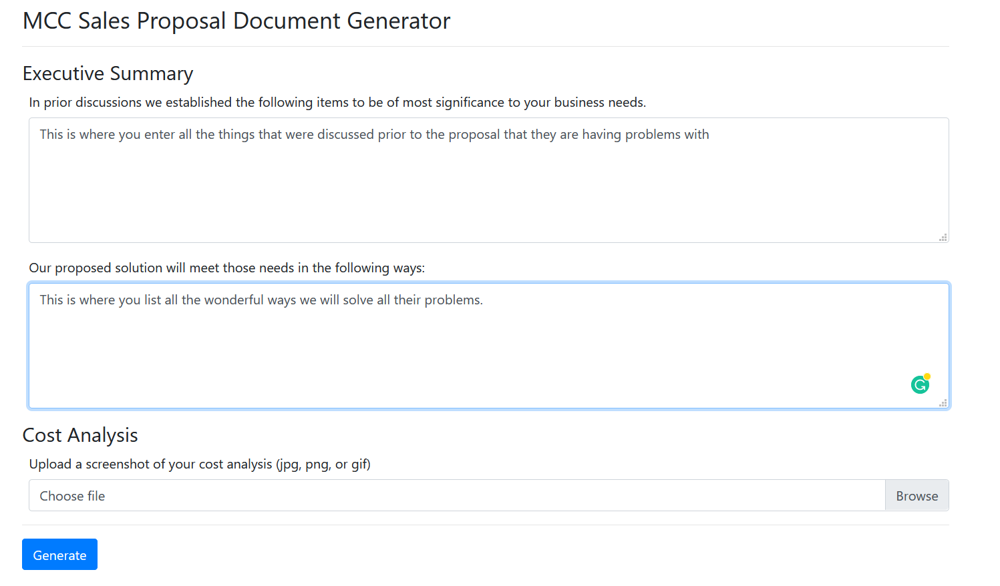 MCC Sales Proposal Document Generator
Executive Summary
In prior discussions we established the following items to be of most significance to your business needs.
This is where you enter all the things that were discussed prior to the proposal that they are having problems with
Our proposed solution will meet those needs in the following ways:
This is where you list all the wonderful ways we will solve all their problems.
Cost Analysis
Upload a screenshot of your cost analysis (jpg, png, or gif)
Choose file
Browse
Generate